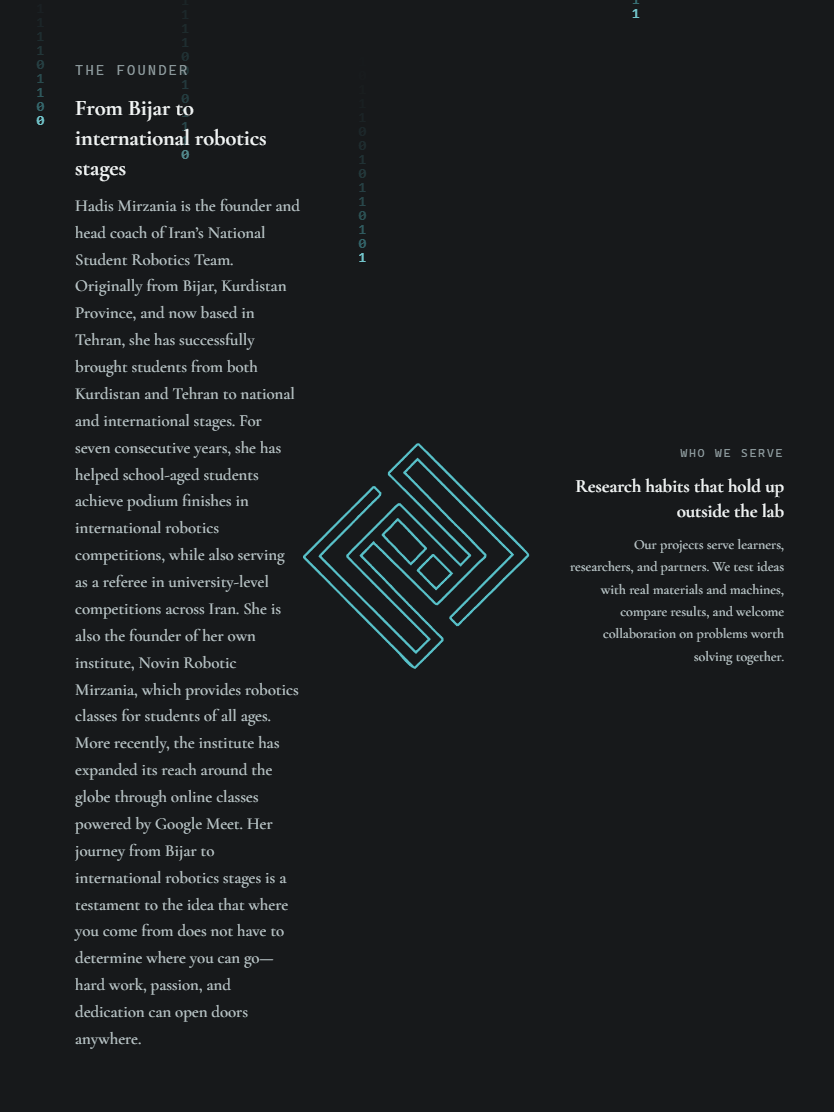 THE FOUNDER
From Bijar to
international robotics
stages
Hadis Mirzania is the founder and
head coach of Iran’s National
Student Robotics Team.
Originally from Bijar, Kurdistan
Province, and now based in
Tehran, she has successfully
brought students from both
Kurdistan and Tehran to national
and international stages. For
seven consecutive years, she has
helped school-aged students
achieve podium finishes in
international robotics
competitions, while also serving
as a referee in university-level
competitions across Iran. She is
also the founder of her own
institute, Novin Robotic
Mirzania, which provides robotics
classes for students of all ages.
More recently, the institute has
expanded its reach around the
globe through online classes
powered by Google Meet. Her
journey from Bijar to
international robotics stages is a
testament to the idea that where
you come from does not have to
determine where you can go—
hard work, passion, and
dedication can open doors
anywhere.
WHO WE SERVE
Research habits that hold up
outside the lab
Our projects serve learners,
researchers, and partners. We test ideas
with real materials and machines,
compare results, and welcome
collaboration on problems worth
solving together.